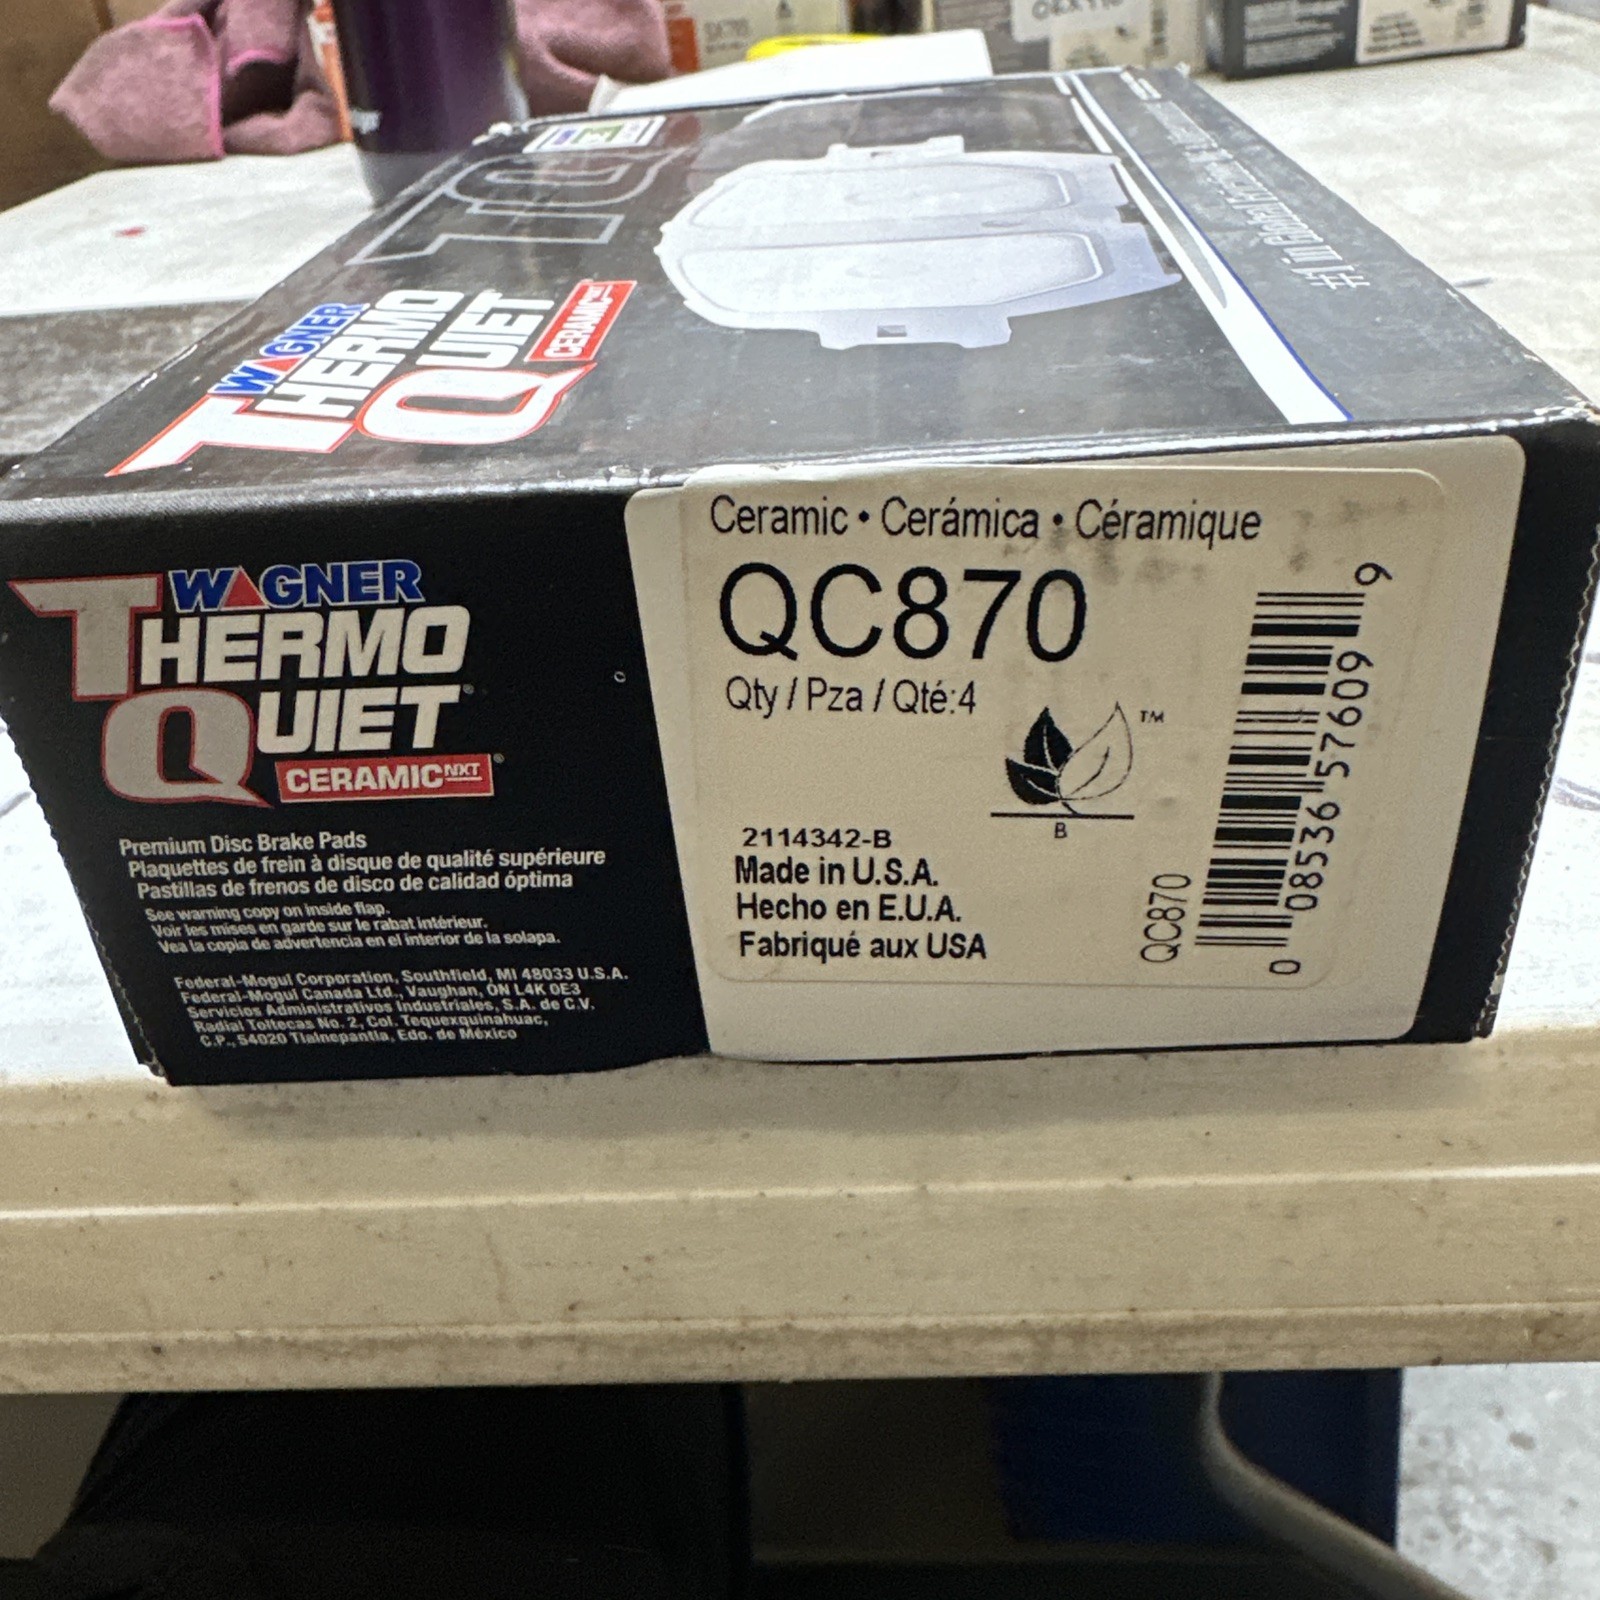 SX785
TQ
WAGNER
THERMO
QUIET
CERAMIC NXT
WAGNER
THERMO
QUIET®
CERAMIC NXT®
Premium Disc Brake Pads
Plaquettes de frein à disque de qualité supérieure
Pastillas de frenos de disco de calidad óptima
See warning copy on inside flap.
Voir les mises en garde sur le rabat intérieur.
Vea la copia de advertencia en el interior de la solapa.
Federal-Mogul Corporation, Southfield, MI 48033 U.S.A.
Federal-Mogul Canada Ltd., Vaughan, ON L4K 0E3
Servicios Administrativos Industriales, S.A. de C.V.
Radial Toltecas No. 2, Col. Tequexquinahuac,
C.P., 54020 Tlalnepantla, Edo. de México
Ceramic • Cerámica • Céramique
QC870
Qty / Pza / Qté:4
TM
B
2114342-B
Made in U.S.A.
Hecho en E.U.A.
Fabriqué aux USA
QC870
0 08536 57609 9